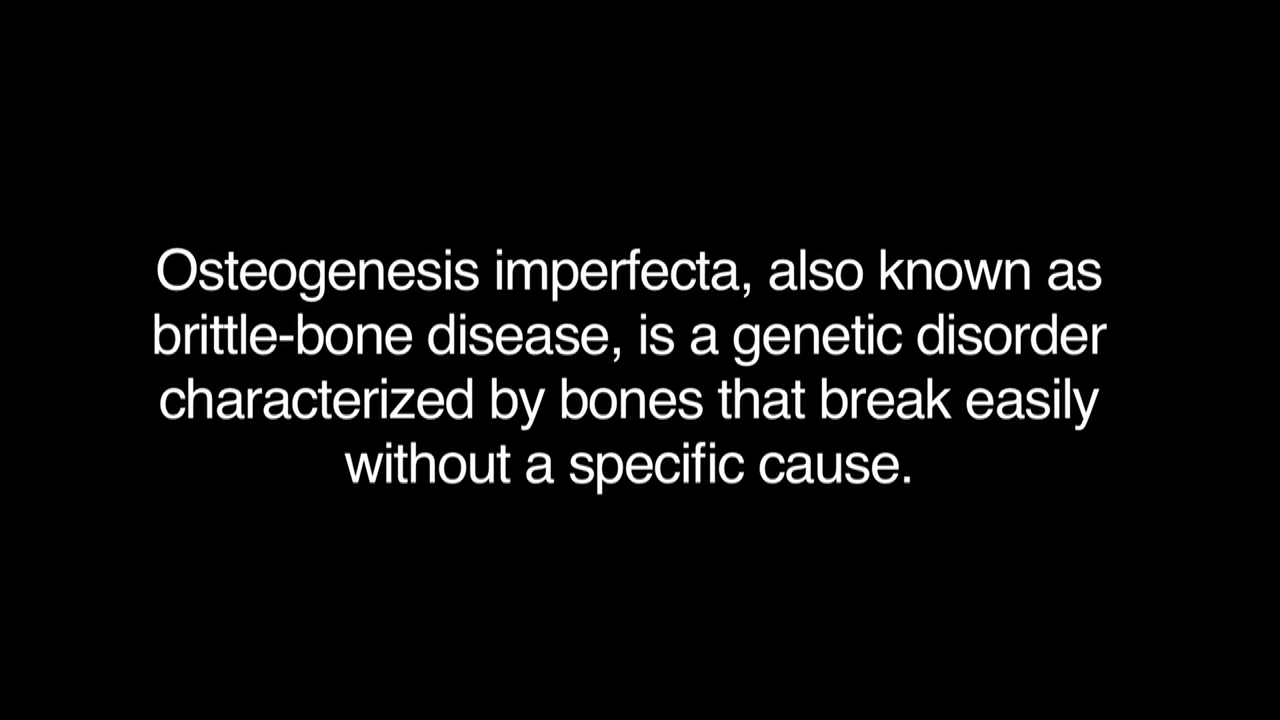 Osteogenesis imperfecta, also known as
brittle-bone disease, is a genetic disorder
characterized by bones that break easily
without a specific cause.